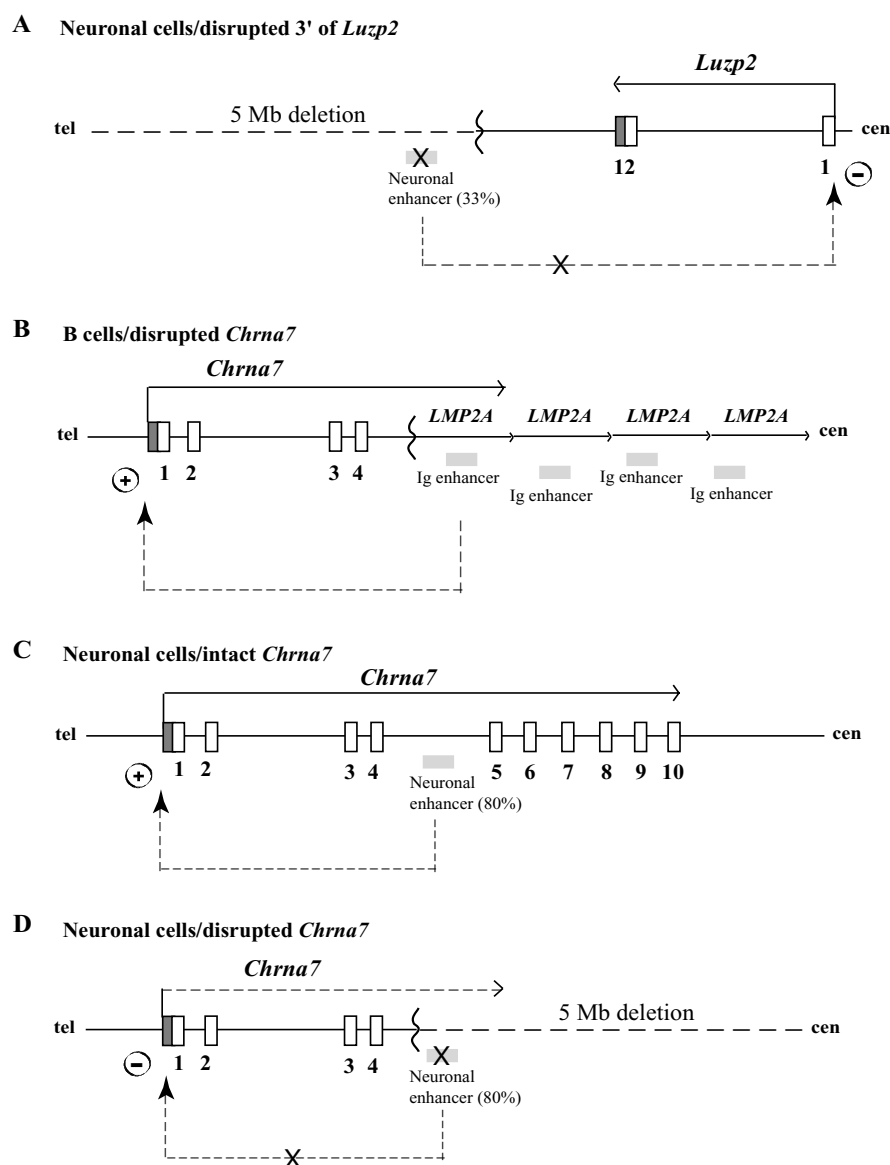 A Neuronal cells/disrupted 3' of Luzp2
Luzp2
5 Mb deletion
tel
cen
12
1
−
X
Neuronal
enhancer (33%)
X
B B cells/disrupted Chrna7
Chrna7
LMP2A LMP2A LMP2A LMP2A
tel
cen
1 2 3 4
Ig enhancer
Ig enhancer
Ig enhancer
Ig enhancer
+
C Neuronal cells/intact Chrna7
Chrna7
tel
cen
1 2 3 4 5 6 7 8 9 10
+
Neuronal
enhancer (80%)
D Neuronal cells/disrupted Chrna7
Chrna7
5 Mb deletion
tel
cen
1 2 3 4
−
X
Neuronal
enhancer (80%)
X